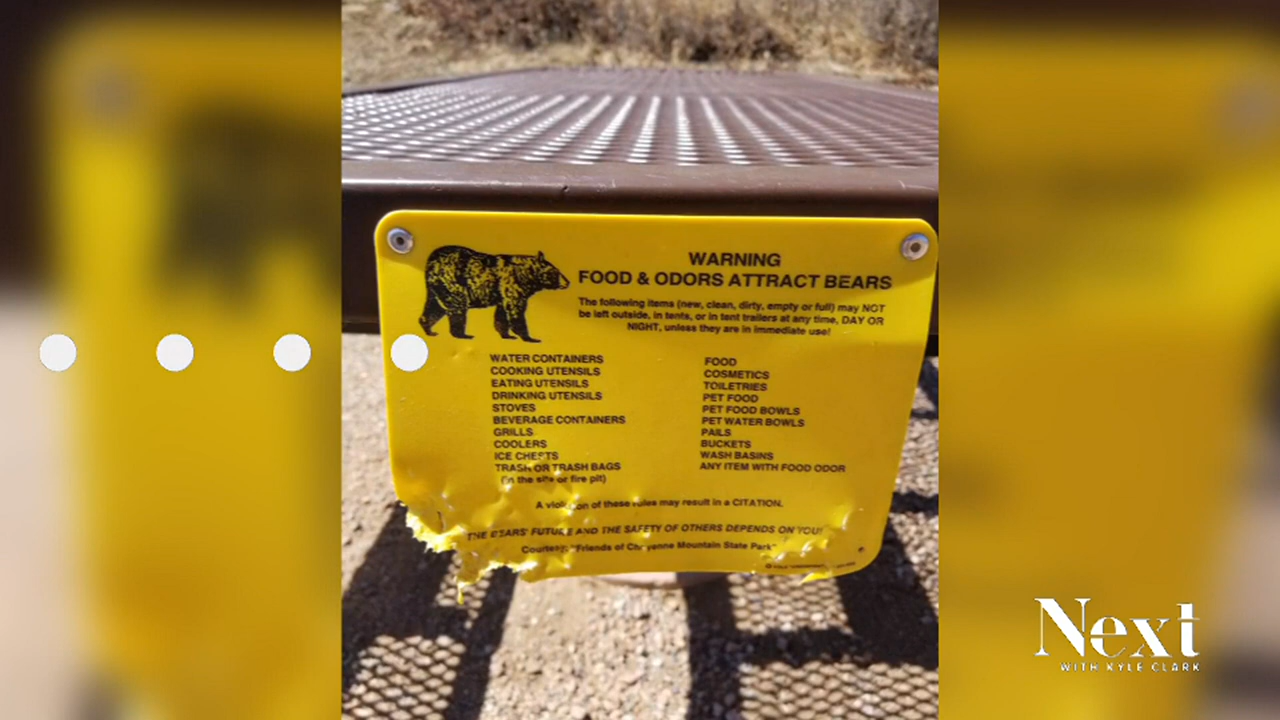 WARNING
FOOD & ODORS ATTRACT BEARS
The following items (new, clean, dirty, empty or full) may NOT
be left outside, in tents, or in tent trailers at any time, DAY OR
NIGHT, unless they are in immediate use!
WATER CONTAINERS
COOKING UTENSILS
EATING UTENSILS
DRINKING UTENSILS
STOVES
BEVERAGE CONTAINERS
GRILLS
COOLERS
ICE CHESTS
TRASH OR TRASH BAGS
(in the site or fire pit)
FOOD
COSMETICS
TOILETRIES
PET FOOD
PET FOOD BOWLS
PET WATER BOWLS
PAILS
BUCKETS
WASH BASINS
ANY ITEM WITH FOOD ODOR
A violation of these rules may result in a CITATION.
THE BEARS' FUTURE AND THE SAFETY OF OTHERS DEPENDS ON YOU!
Courtesy "Friends of Cheyenne Mountain State Park"
Next
WITH KYLE CLARK